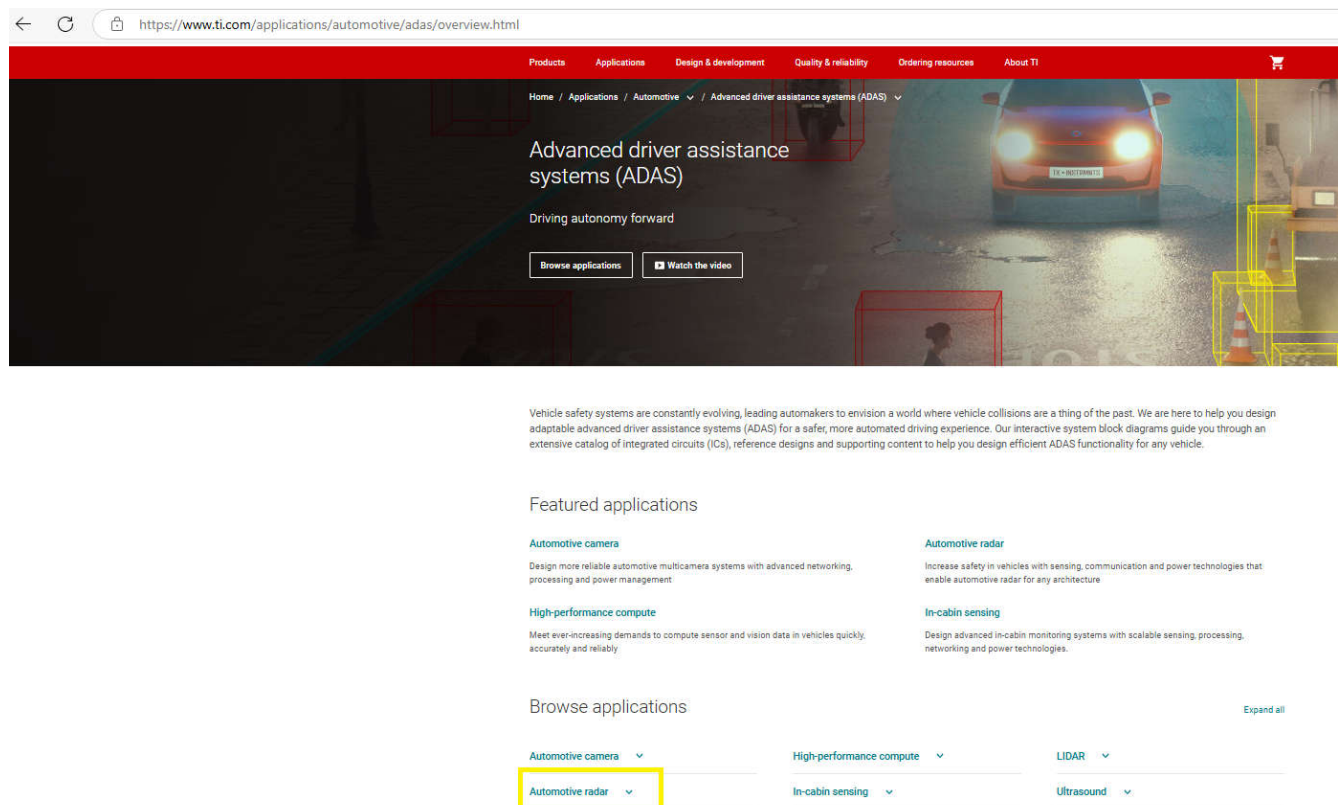 https://www.ti.com/applications/automotive/adas/overview.html
Products Applications Design & development Quality & reliability Ordering resources About TI
Home / Applications / Automotive / Advanced driver assistance systems (ADAS)
Advanced driver assistance
systems (ADAS)
TX-INSTRMNTS
Driving autonomy forward
Browse applications Watch the video
STOP
Vehicle safety systems are constantly evolving, leading automakers to envision a world where vehicle collisions are a thing of the past. We are here to help you design
adaptable advanced driver assistance systems (ADAS) for a safer, more automated driving experience. Our interactive system block diagrams guide you through an
extensive catalog of integrated circuits (ICs), reference designs and supporting content to help you design efficient ADAS functionality for any vehicle.
Featured applications
Automotive camera
Design more reliable automotive multicamera systems with advanced networking,
processing and power management
Automotive radar
Increase safety in vehicles with sensing, communication and power technologies that
enable automotive radar for any architecture
High-performance compute
Meet ever-increasing demands to compute sensor and vision data in vehicles quickly,
accurately and reliably
In-cabin sensing
Design advanced in-cabin monitoring systems with scalable sensing, processing,
networking and power technologies.
Browse applications
Expand all
Automotive camera High-performance compute LIDAR
Automotive radar In-cabin sensing Ultrasound